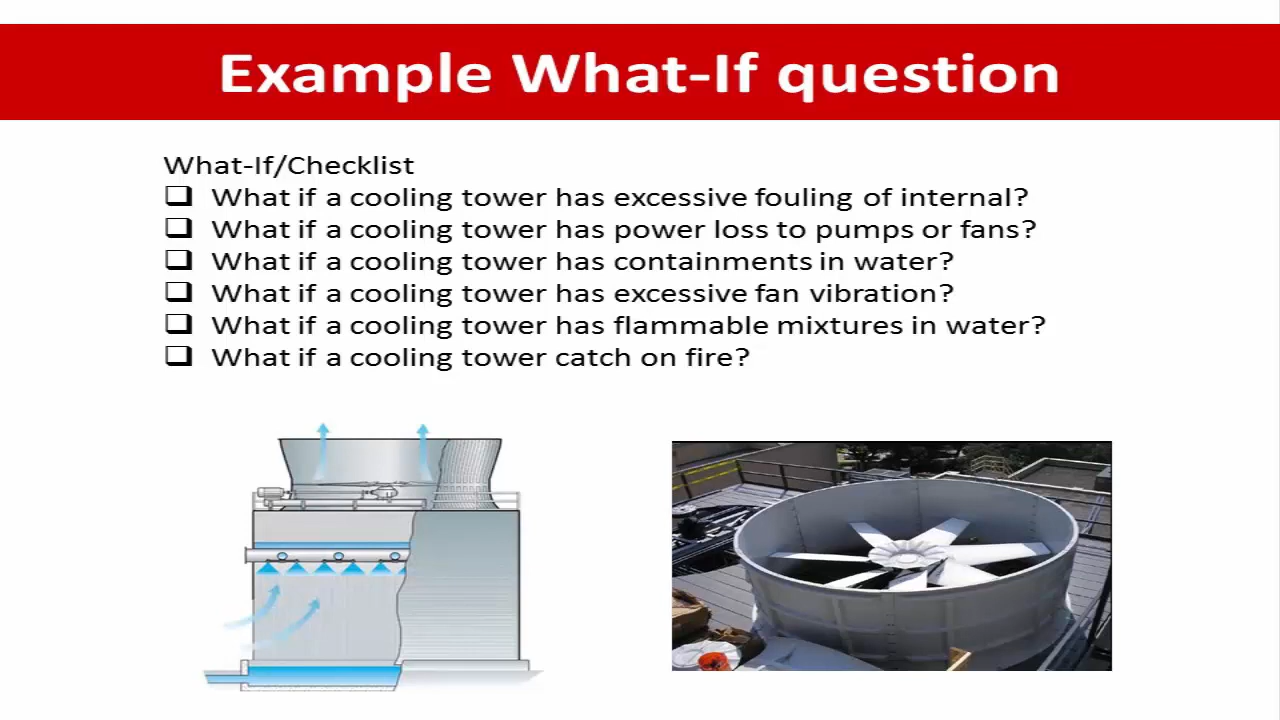 Example What-If question
What-If/Checklist
❑ What if a cooling tower has excessive fouling of internal?
❑ What if a cooling tower has power loss to pumps or fans?
❑ What if a cooling tower has containments in water?
❑ What if a cooling tower has excessive fan vibration?
❑ What if a cooling tower has flammable mixtures in water?
❑ What if a cooling tower catch on fire?